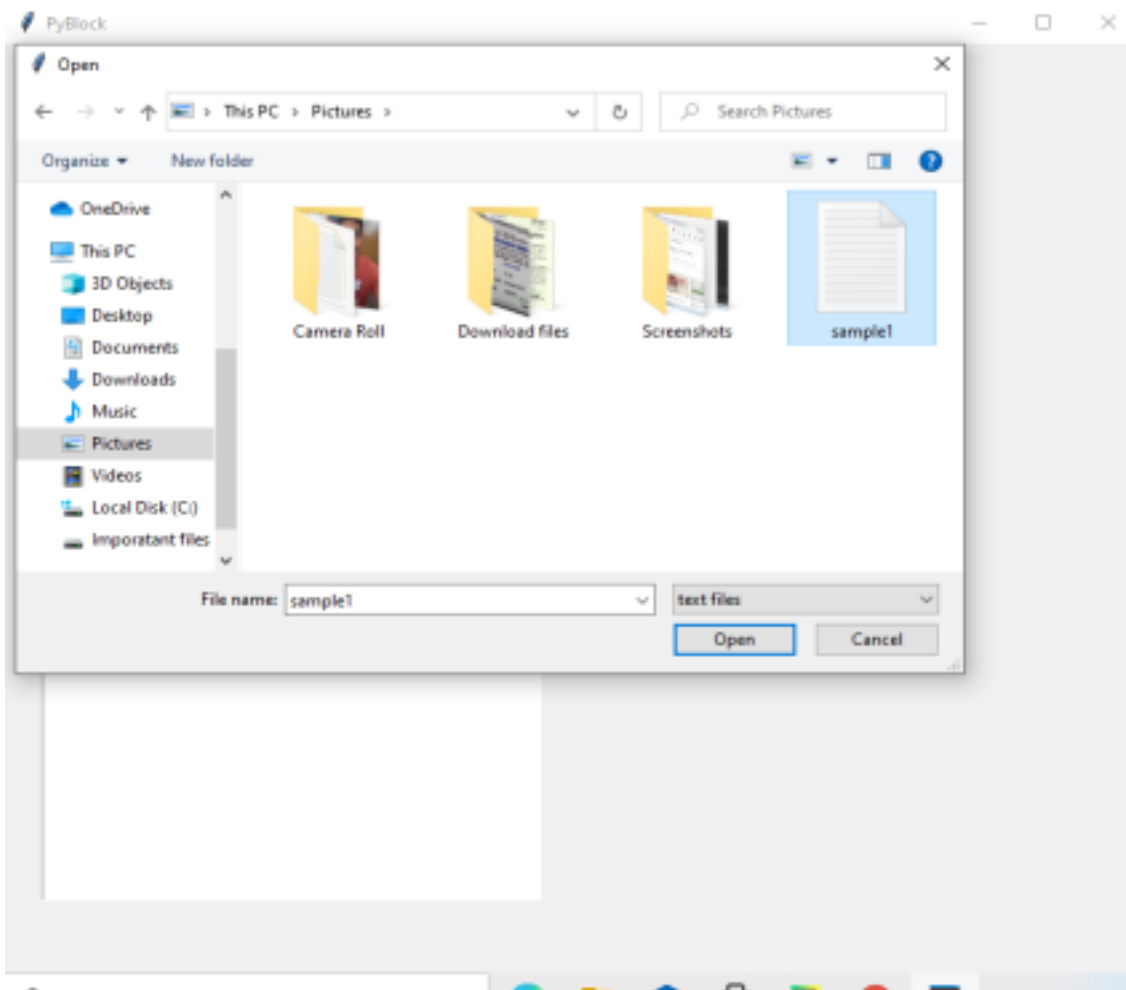 PyBlock
Open
This PC > Pictures >
Search Pictures
Organize
New folder
OneDrive
This PC
3D Objects
Desktop
Documents
Downloads
Music
Pictures
Videos
Local Disk (C:)
Imporatant files
Camera Roll
Download files
Screenshots
sample1
File name: sample1
text files
Open
Cancel